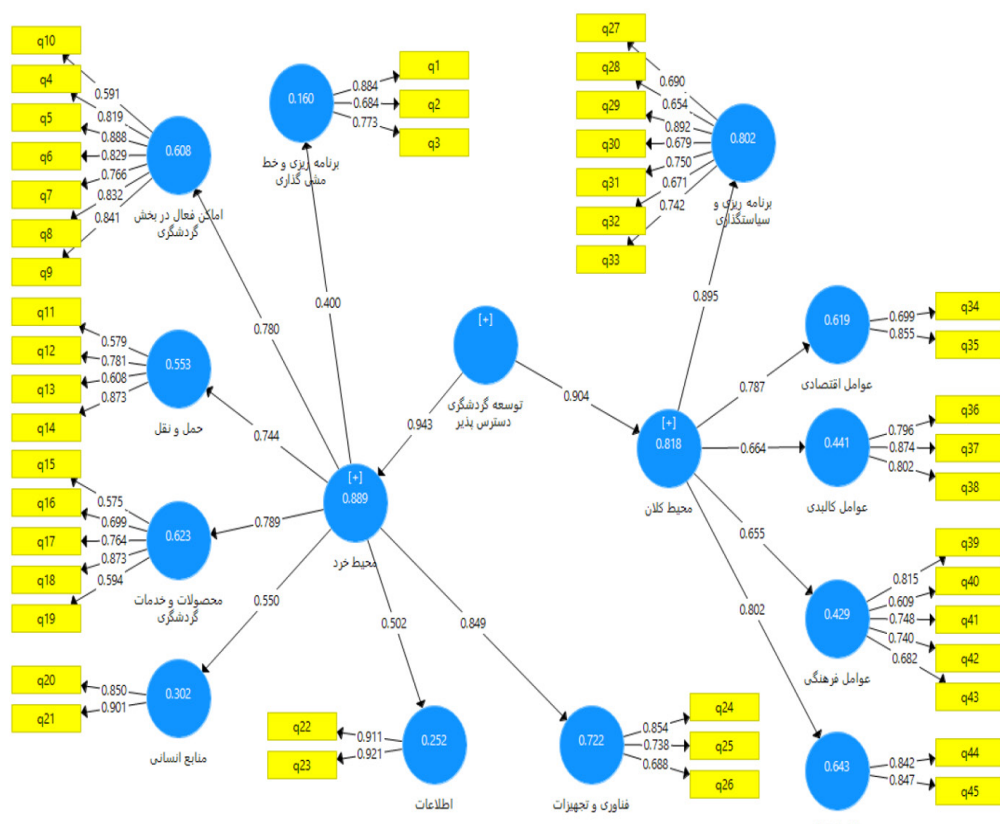 q10
q4
q5
q6
q7
q8
q9
0.591
0.819
0.888
0.829
0.766
0.832
0.841
0.608
اماکن فعال در بخش
گردشگری
0.160
برنامه ریزی و خط
مشی گذاری
0.884
0.684
0.773
q1
q2
q3
q27
q28
q29
q30
q31
q32
q33
0.690
0.654
0.892
0.679
0.750
0.671
0.742
0.802
برنامه ریزی و
سیاستگذاری
0.780
0.400
0.895
q11
q12
q13
q14
0.579
0.781
0.608
0.873
0.553
حمل و نقل
0.744
[+]
توسعه گردشگری
دسترس پذیر
0.943
0.904
0.619
عوامل اقتصادی
0.699
0.855
q34
q35
0.787
[+]
0.818
محیط کلان
0.664
0.441
عوامل کالبدی
0.796
0.874
0.802
q36
q37
q38
q15
q16
q17
q18
q19
0.575
0.699
0.764
0.873
0.594
0.623
محصولات و خدمات
گردشگری
0.789
[+]
0.889
محیط خرد
0.655
0.429
عوامل فرهنگی
0.815
0.609
0.748
0.740
0.682
q39
q40
q41
q42
q43
0.550
0.502
0.849
0.802
q20
q21
0.850
0.901
0.302
منابع انسانی
q22
q23
0.911
0.921
0.252
اطلاعات
0.722
فناوری و تجهیزات
0.854
0.738
0.688
q24
q25
q26
0.643
0.842
0.847
q44
q45